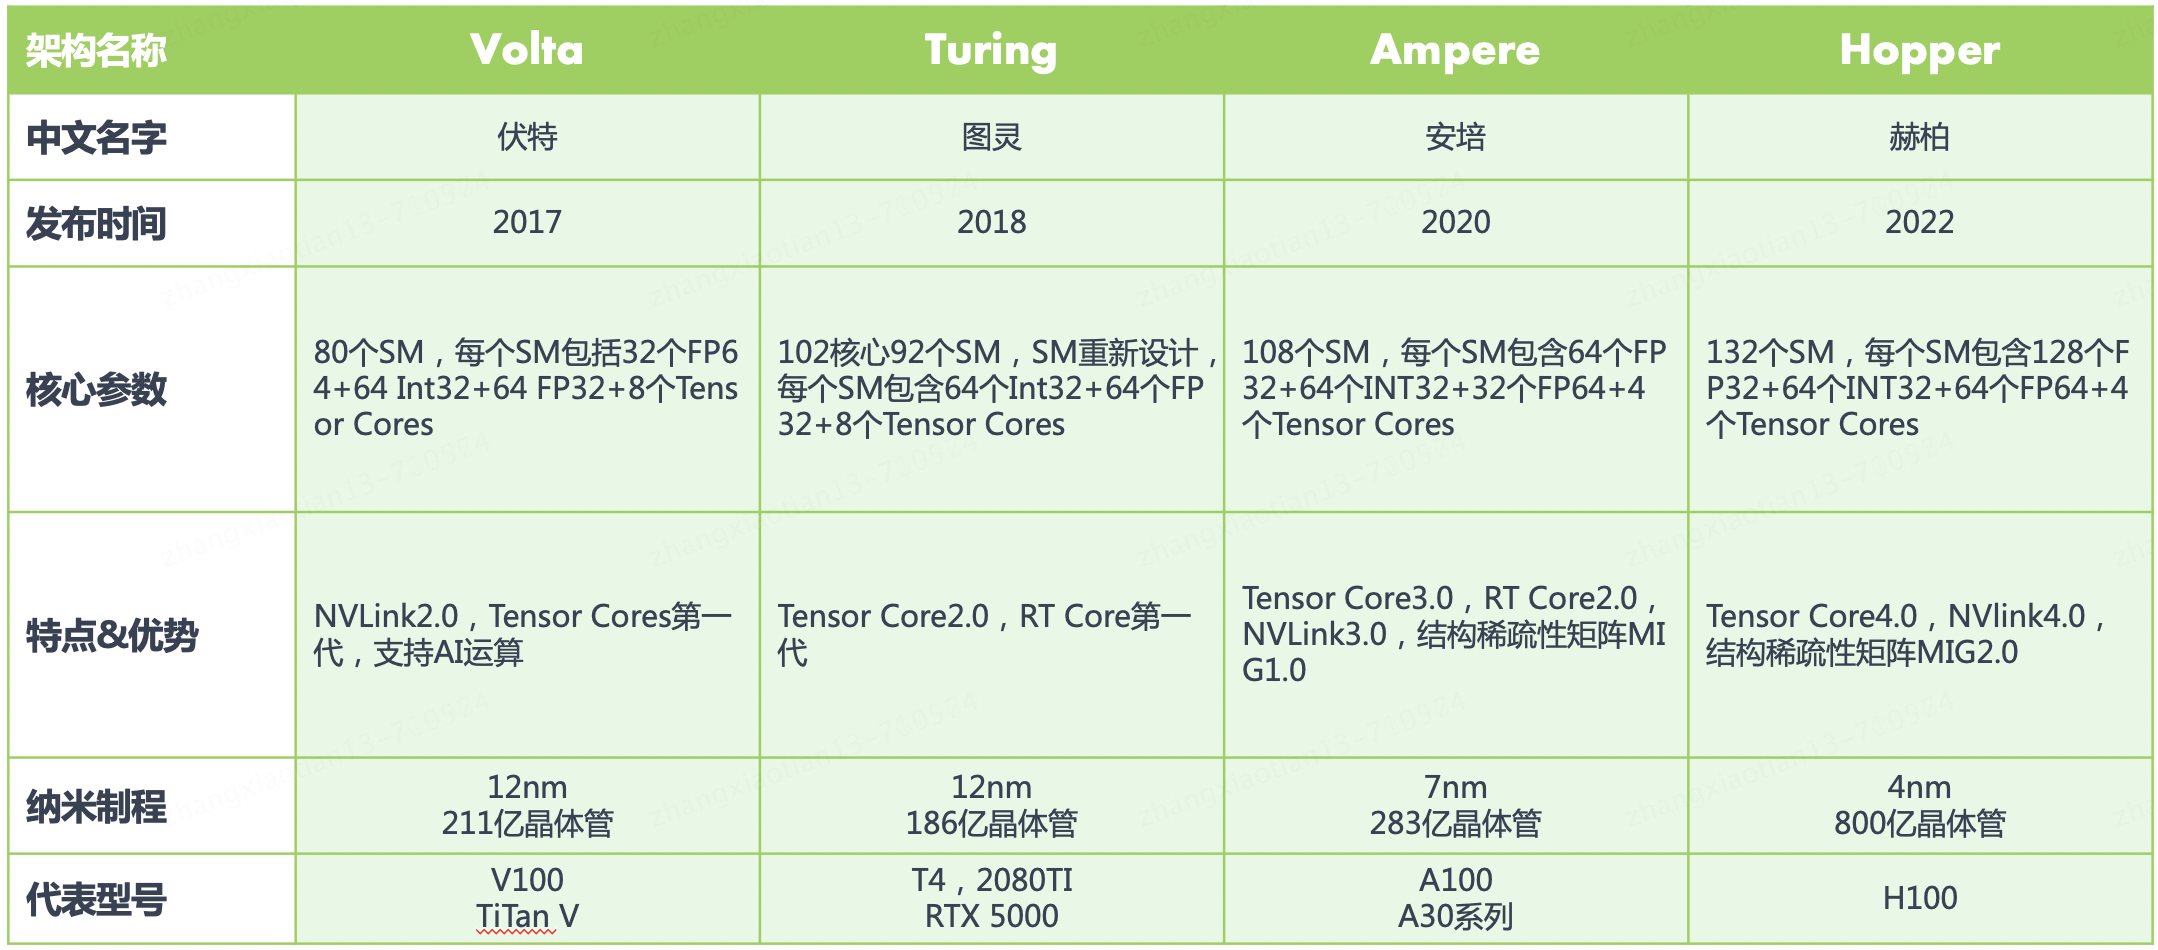 架构名称 Volta Turing Ampere Hopper
中文名字 伏特 图灵 安培 赫柏
发布时间 2017 2018 2020 2022
核心参数
80个SM，每个SM包括32个FP6
4+64 Int32+64 FP32+8个Tens
or Cores
102核心92个SM，SM重新设计，
每个SM包含64个Int32+64个FP
32+8个Tensor Cores
108个SM，每个SM包含64个FP
32+64个INT32+32个FP64+4
个Tensor Cores
132个SM，每个SM包含128个F
P32+64个INT32+64个FP64+4
个Tensor Cores
特点&优势
NVLink2.0，Tensor Cores第一
代，支持AI运算
Tensor Core2.0，RT Core第一
代
Tensor Core3.0，RT Core2.0，
NVLink3.0，结构稀疏性矩阵MI
G1.0
Tensor Core4.0，NVlink4.0，
结构稀疏性矩阵MIG2.0
纳米制程
12nm
211亿晶体管
12nm
186亿晶体管
7nm
283亿晶体管
4nm
800亿晶体管
代表型号
V100
TiTan V
T4，2080TI
RTX 5000
A100
A30系列
H100